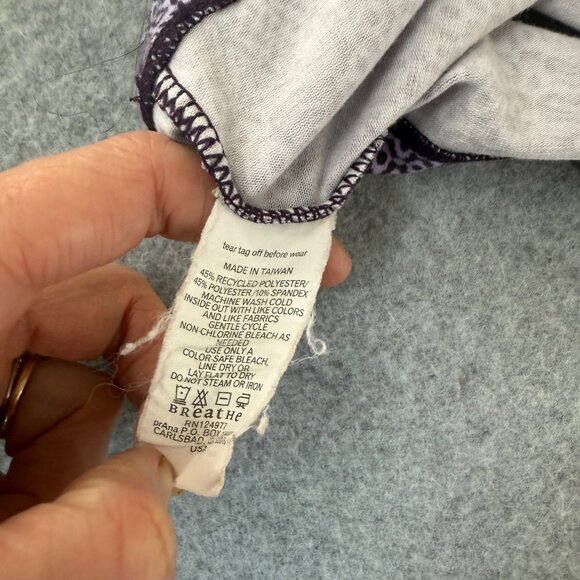 tear tag off before wear
MADE IN TAIWAN
45% RECYCLED POLYESTER/
45% POLYESTER/10% SPANDEX
MACHINE WASH COLD
INSIDE OUT WITH LIKE COLORS
AND LIKE FABRICS
GENTLE CYCLE
NON-CHLORINE BLEACH AS
NEEDED
USE ONLY A
COLOR-SAFE BLEACH,
LINE DRY OR
LAY FLAT TO DRY
DO NOT STEAM OR IRON
BReatHe
RN124977
prAna P.O. BOX
CARLSBAD,
USA